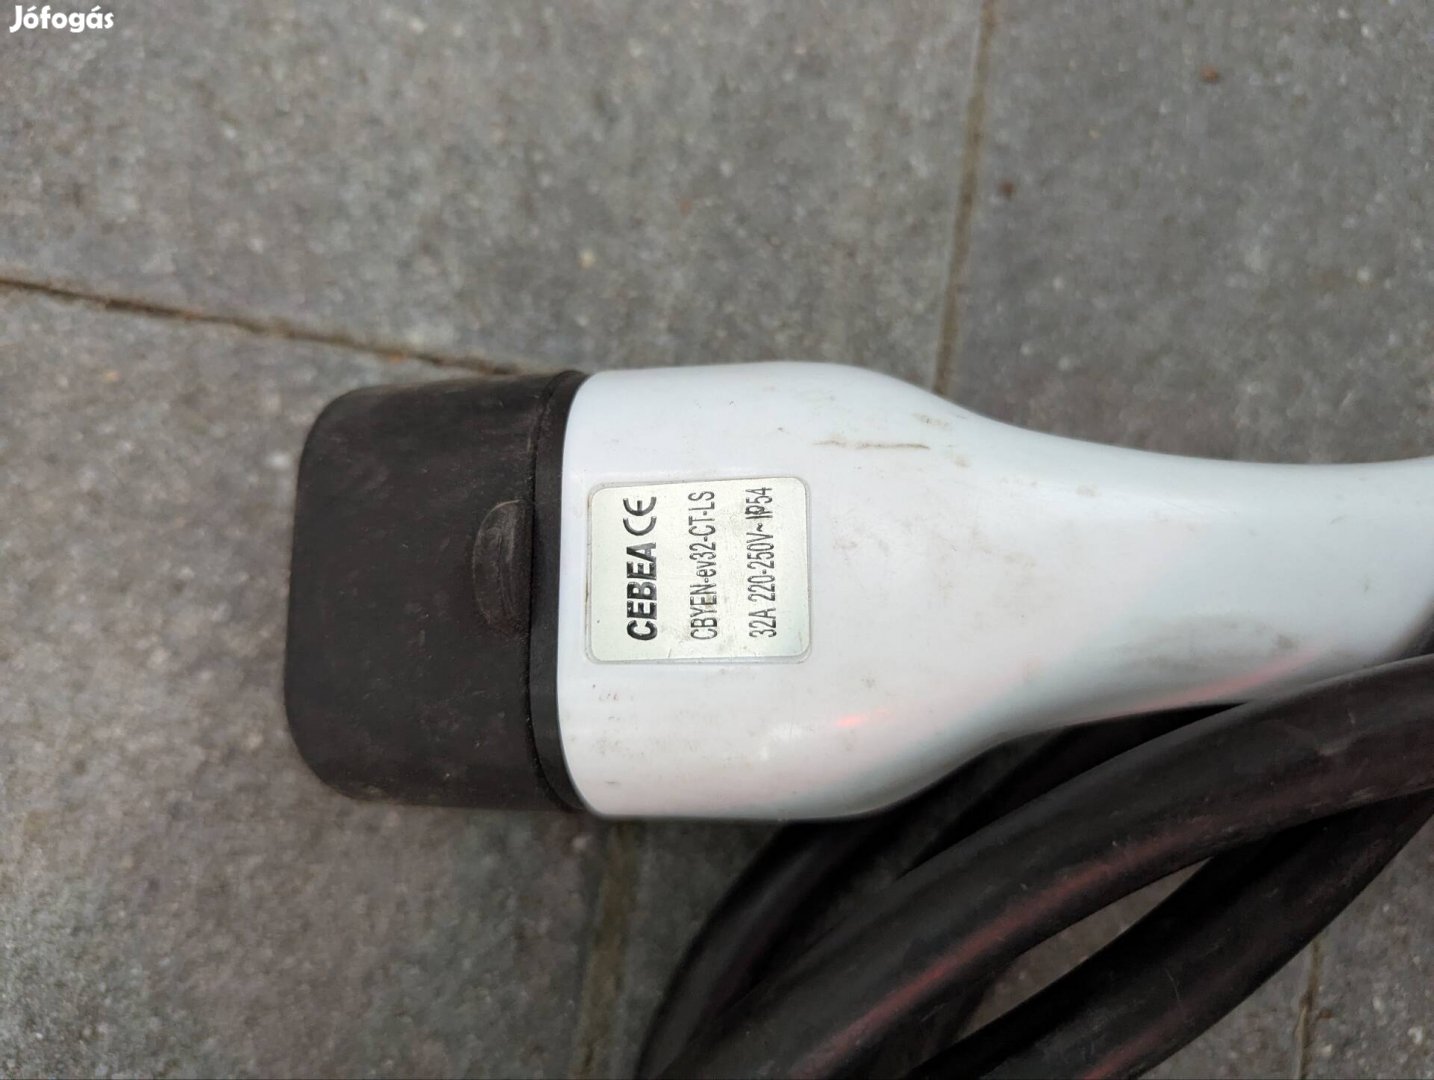 Jófogás
CEBEA CE
CBYEN-ev32-CT-LS
32A 220-250V~ IP54